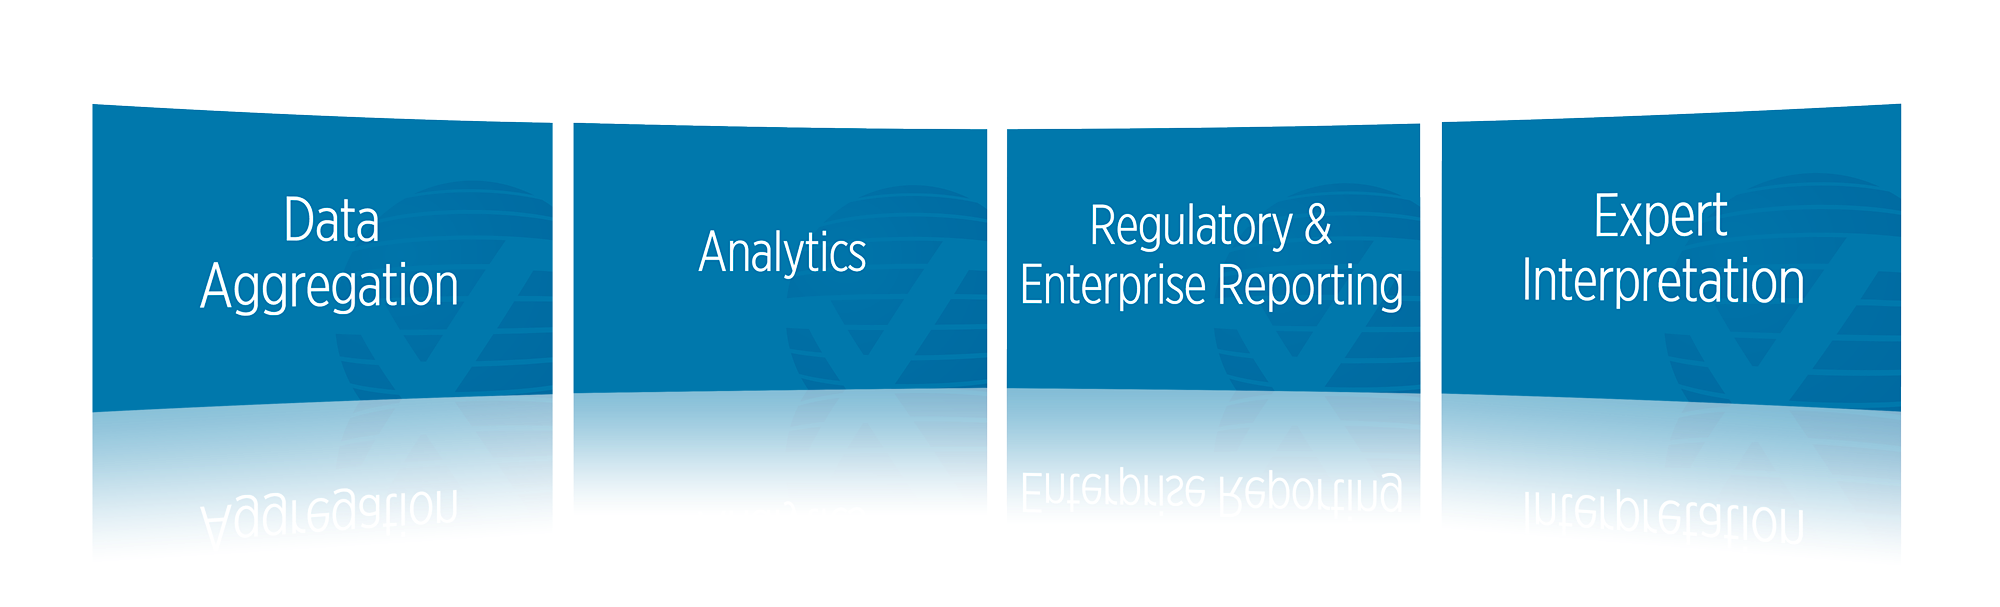 Data
Aggregation
Analytics
Regulatory &
Enterprise Reporting
Expert
Interpretation